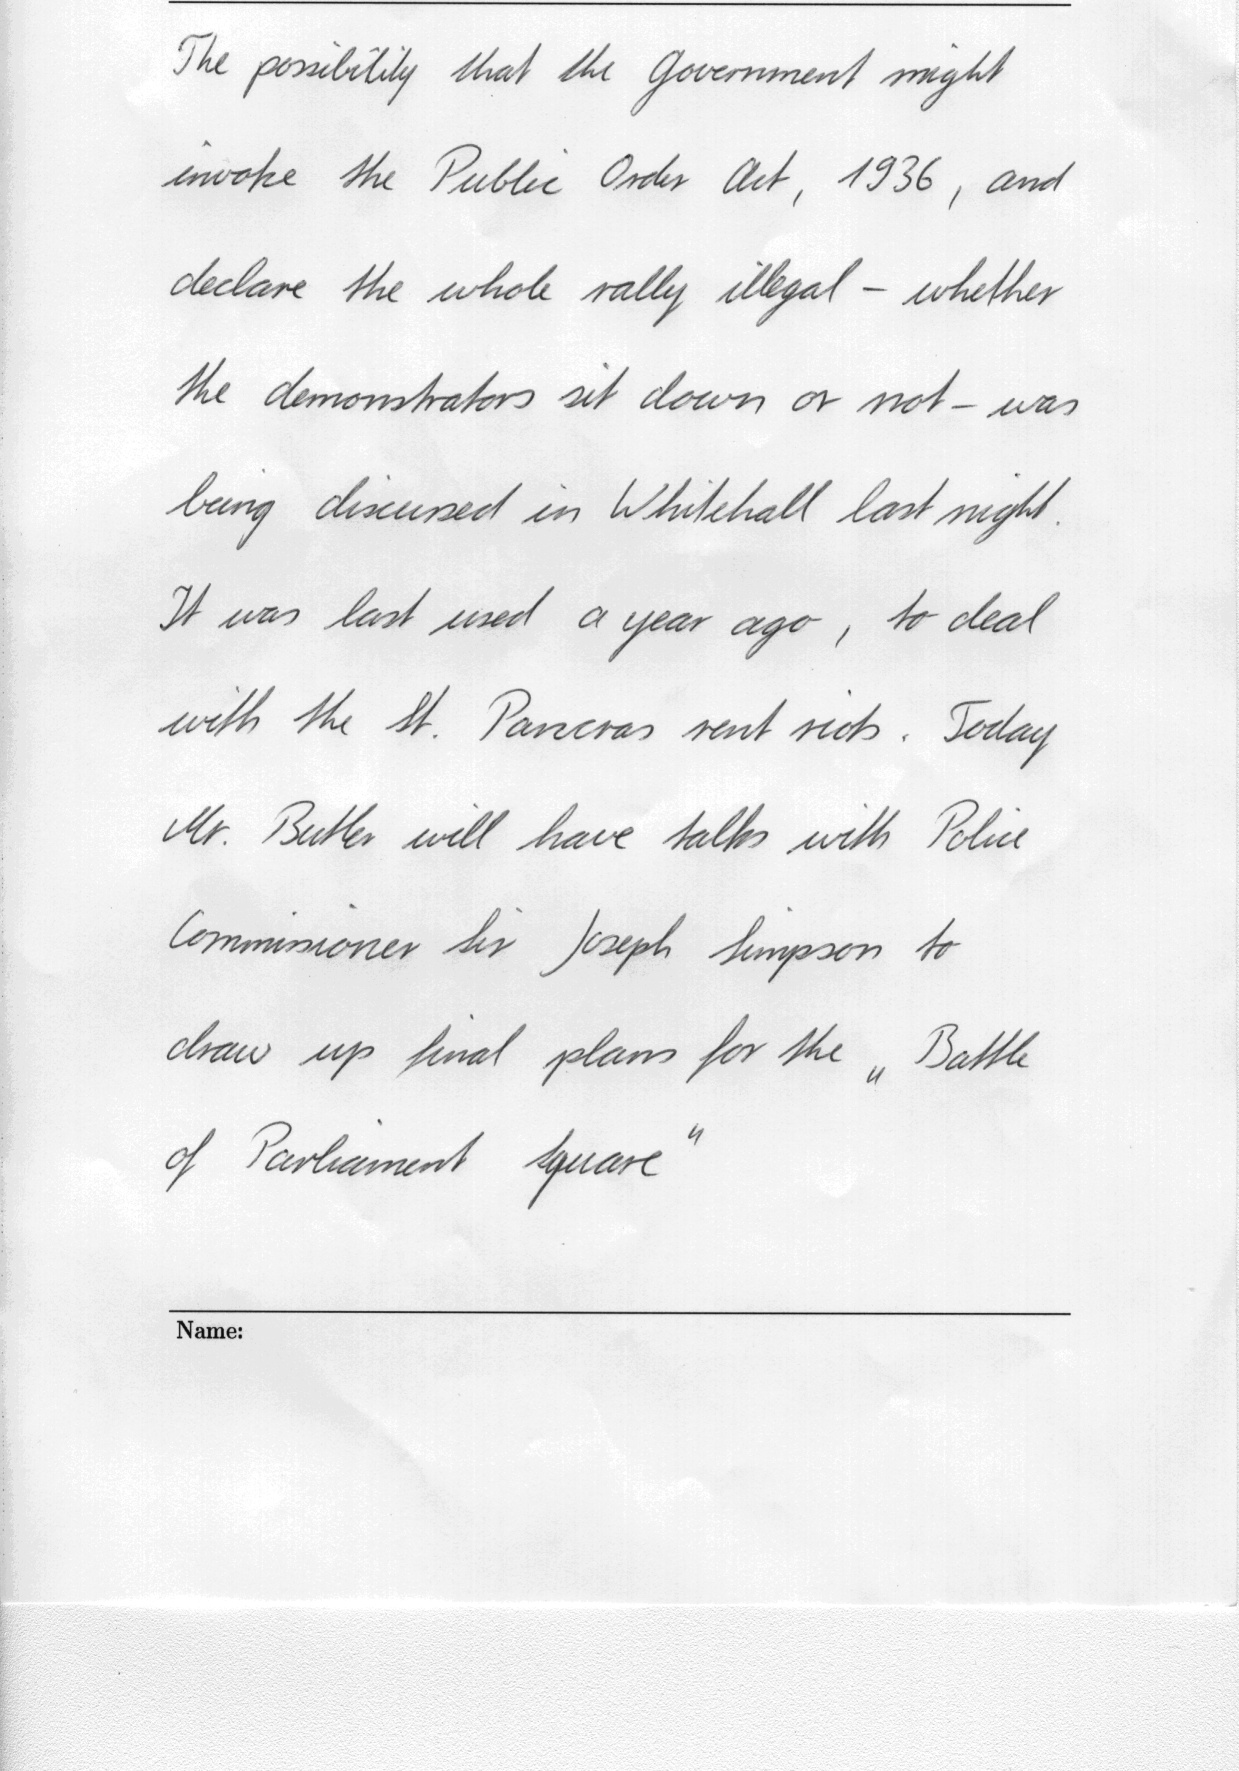 The possibility that the Government might
invoke the Public Order Act, 1936, and
declare the whole rally illegal - whether
the demonstrators sit down or not - was
being discussed in Whitehall last night.
It was last used a year ago, to deal
with the St. Pancras rent riots. Today
Mr. Butler will have talks with Police
Commissioner Sir Joseph Simpson to
draw up final plans for the „Battle
of Parliament Square“
Name: